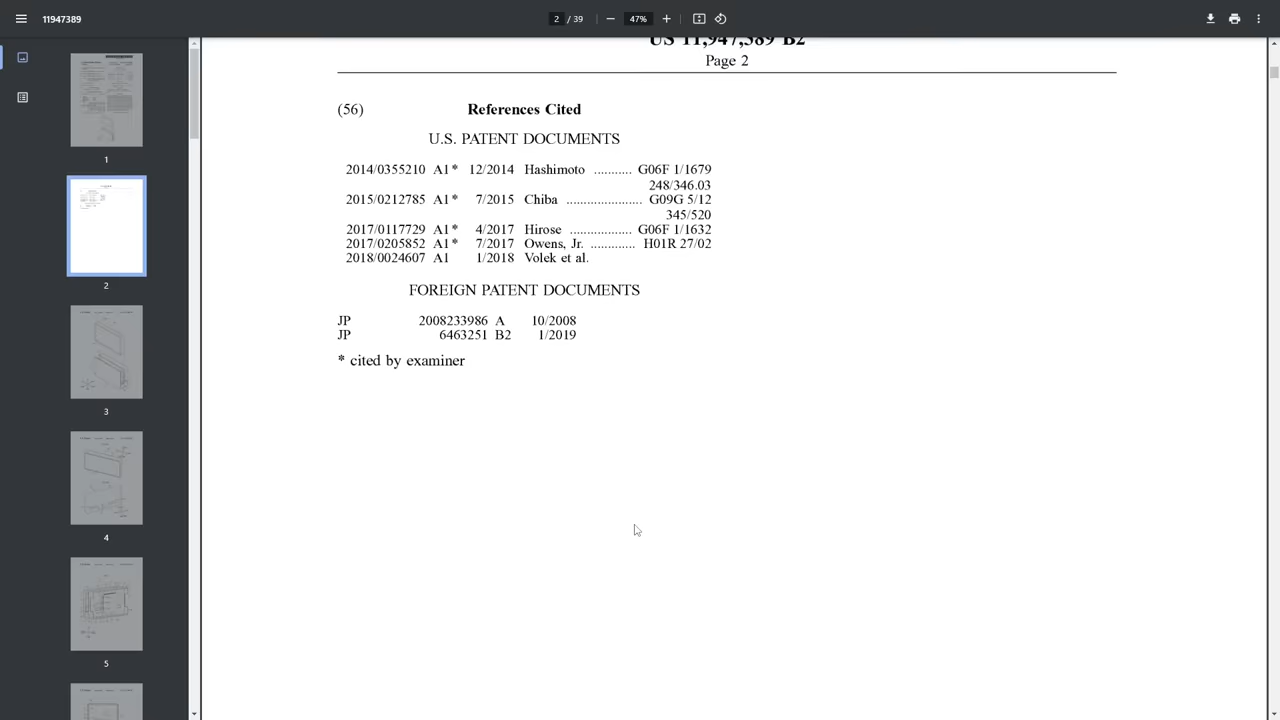 11947389
2 / 39
47%
US 11,947,389 B2
Page 2
(56) References Cited
U.S. PATENT DOCUMENTS
2014/0355210 A1* 12/2014 Hashimoto ........... G06F 1/1679
248/346.03
2015/0212785 A1* 7/2015 Chiba ...................... G09G 5/12
345/520
2017/0117729 A1* 4/2017 Hirose .................. G06F 1/1632
2017/0205852 A1* 7/2017 Owens, Jr. ............. H01R 27/02
2018/0024607 A1 1/2018 Volek et al.
FOREIGN PATENT DOCUMENTS
JP 2008233986 A 10/2008
JP 6463251 B2 1/2019
* cited by examiner
1
2
3
4
5